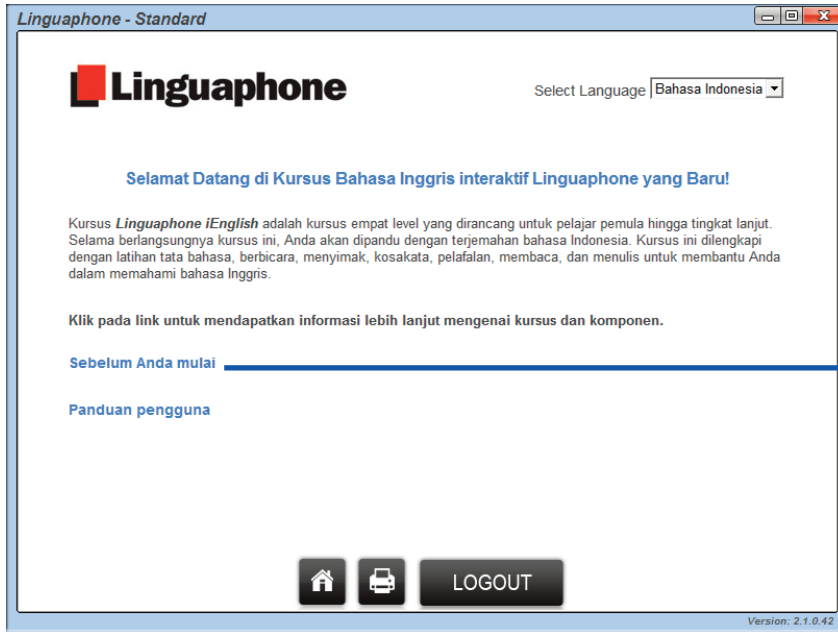 Linguaphone - Standard
Linguaphone
Select Language Bahasa Indonesia
Selamat Datang di Kursus Bahasa Inggris interaktif Linguaphone yang Baru!
Kursus Linguaphone iEnglish adalah kursus empat level yang dirancang untuk pelajar pemula hingga tingkat lanjut.
Selama berlangsungnya kursus ini, Anda akan dipandu dengan terjemahan bahasa Indonesia. Kursus ini dilengkapi
dengan latihan tata bahasa, berbicara, menyimak, kosakata, pelafalan, membaca, dan menulis untuk membantu Anda
dalam memahami bahasa Inggris.
Klik pada link untuk mendapatkan informasi lebih lanjut mengenai kursus dan komponen.
Sebelum Anda mulai
Panduan pengguna
LOGOUT
Version: 2.1.0.42